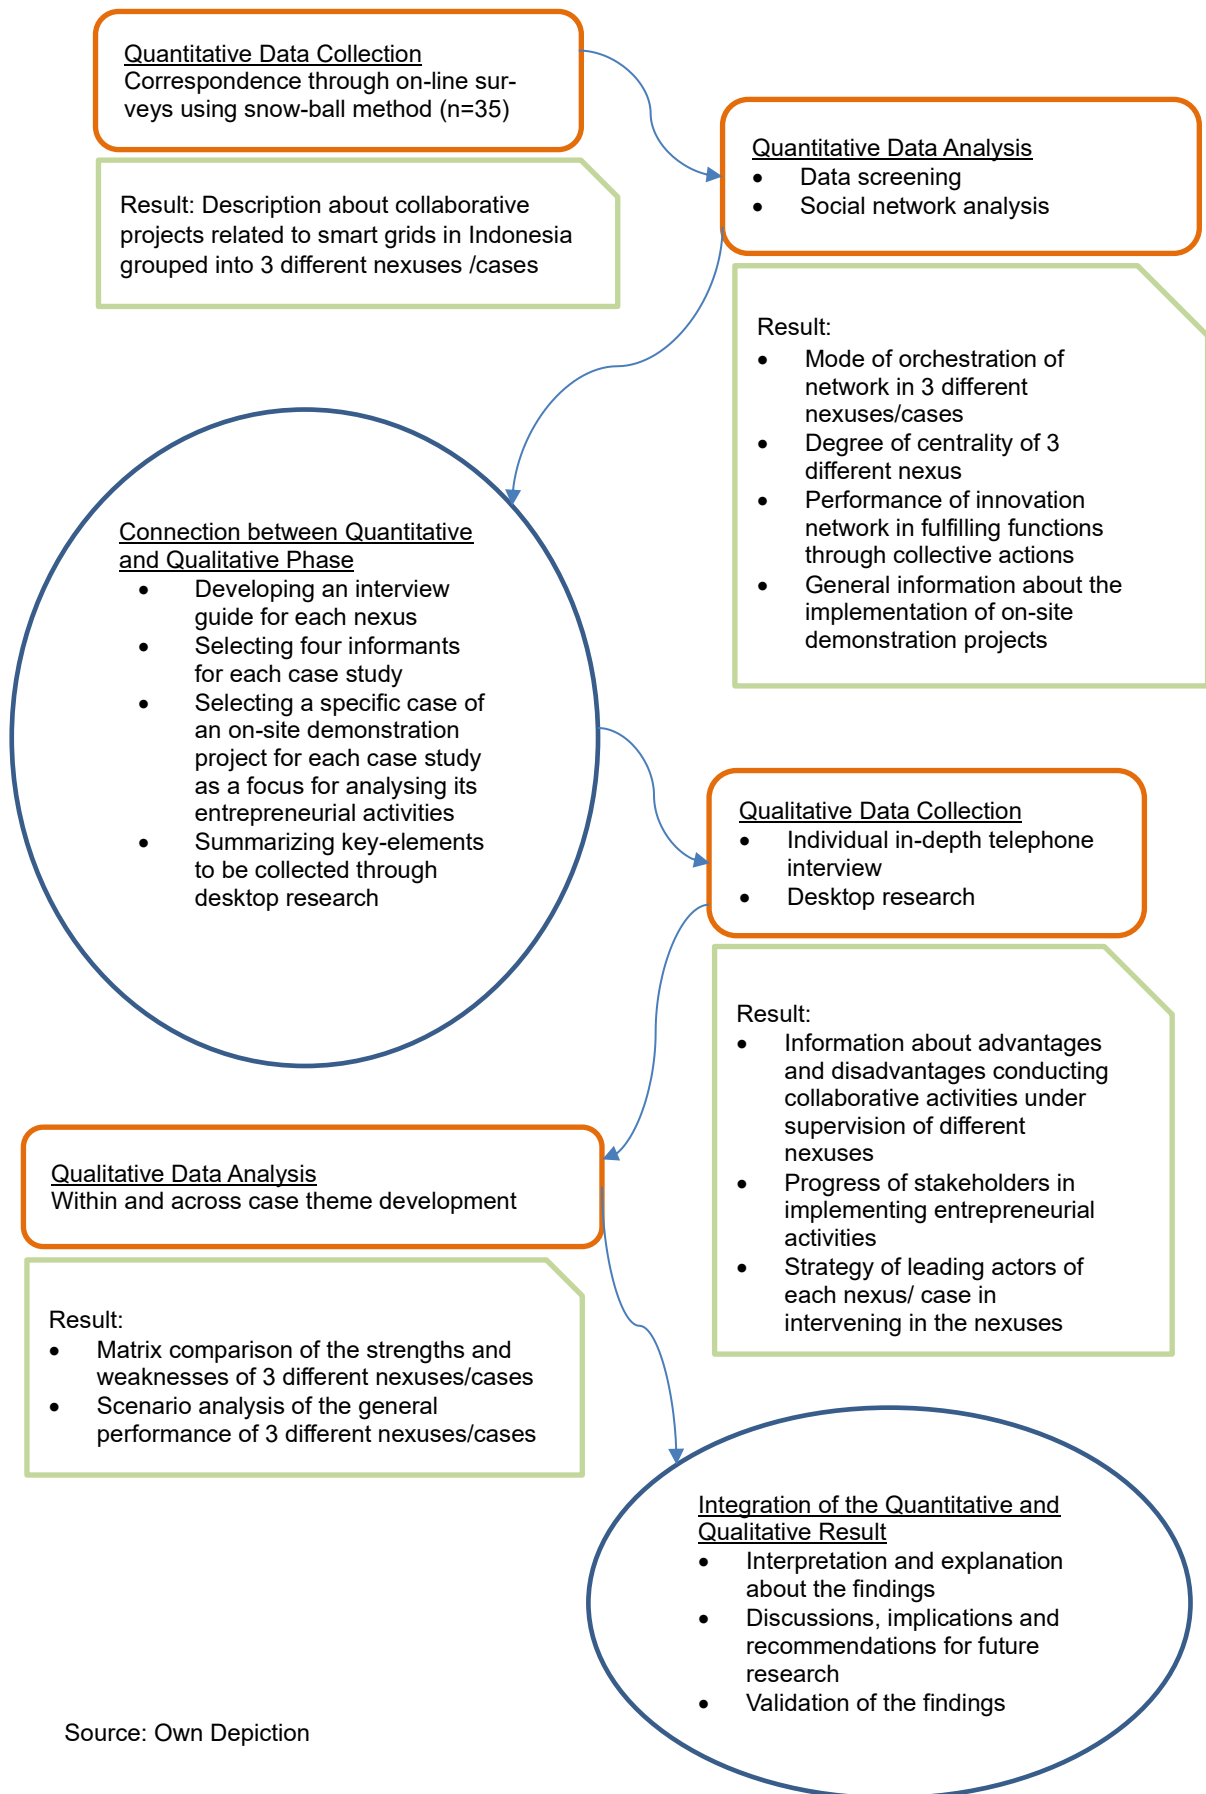 Quantitative Data Collection
Correspondence through on-line sur-
veys using snow-ball method (n=35)
Result: Description about collaborative
projects related to smart grids in Indonesia
grouped into 3 different nexuses /cases
Quantitative Data Analysis
• Data screening
• Social network analysis
Result:
• Mode of orchestration of
network in 3 different
nexuses/cases
• Degree of centrality of 3
different nexus
• Performance of innovation
network in fulfilling functions
through collective actions
• General information about the
implementation of on-site
demonstration projects
Connection between Quantitative
and Qualitative Phase
• Developing an interview
guide for each nexus
• Selecting four informants
for each case study
• Selecting a specific case of
an on-site demonstration
project for each case study
as a focus for analysing its
entrepreneurial activities
• Summarizing key-elements
to be collected through
desktop research
Qualitative Data Collection
• Individual in-depth telephone
interview
• Desktop research
Result:
• Information about advantages
and disadvantages conducting
collaborative activities under
supervision of different
nexuses
• Progress of stakeholders in
implementing entrepreneurial
activities
• Strategy of leading actors of
each nexus/ case in
intervening in the nexuses
Qualitative Data Analysis
Within and across case theme development
Result:
• Matrix comparison of the strengths and
weaknesses of 3 different nexuses/cases
• Scenario analysis of the general
performance of 3 different nexuses/cases
Integration of the Quantitative and
Qualitative Result
• Interpretation and explanation
about the findings
• Discussions, implications and
recommendations for future
research
• Validation of the findings
Source: Own Depiction